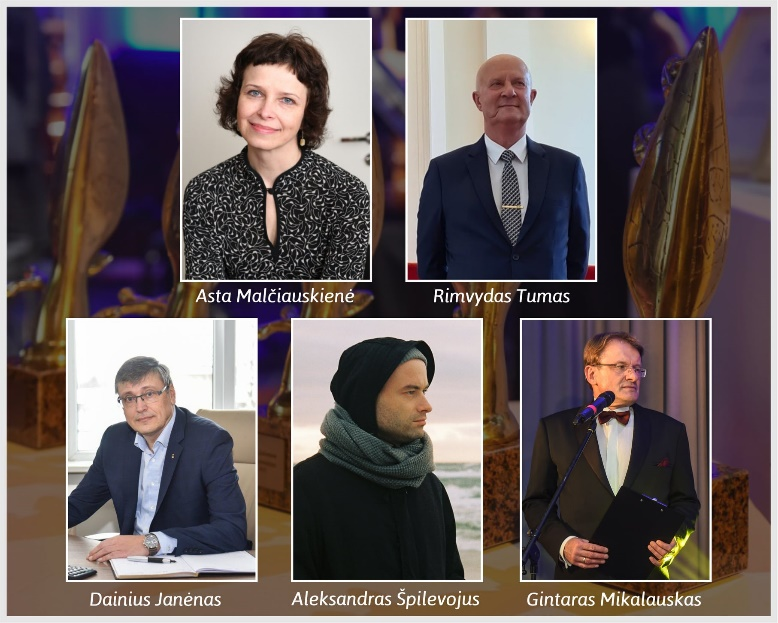 Asta Malčiauskienė
Rimvydas Tumas
Dainius Janėnas
Aleksandras Špilevojus
Gintaras Mikalauskas